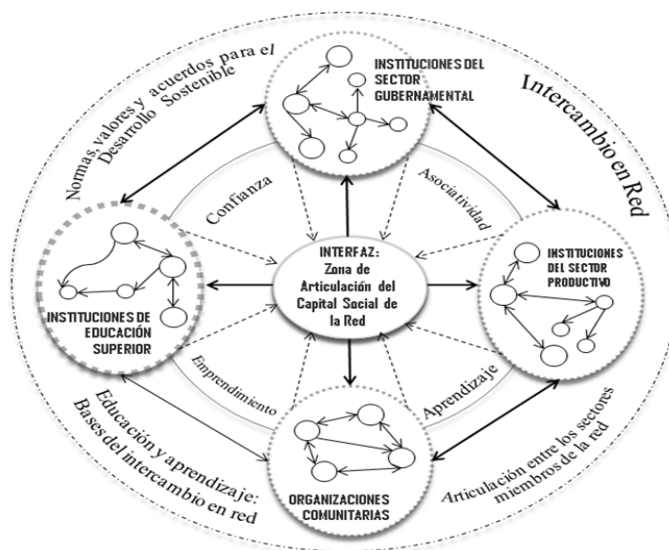 Normas, valores y acuerdos para el
Desarrollo Sostenible
INSTITUCIONES DEL
SECTOR
GUBERNAMENTAL
Intercambio en Red
Confianza
Asociatividad
INSTITUCIONES DE
EDUCACIÓN
SUPERIOR
INTERFAZ:
Zona de
Articulación del
Capital Social de
la Red
INSTITUCIONES
DEL SECTOR
PRODUCTIVO
Emprendimiento
Aprendizaje
Educación y aprendizaje:
Bases del intercambio en red
ORGANIZACIONES
COMUNITARIAS
Articulación entre los sectores
miembros de la red